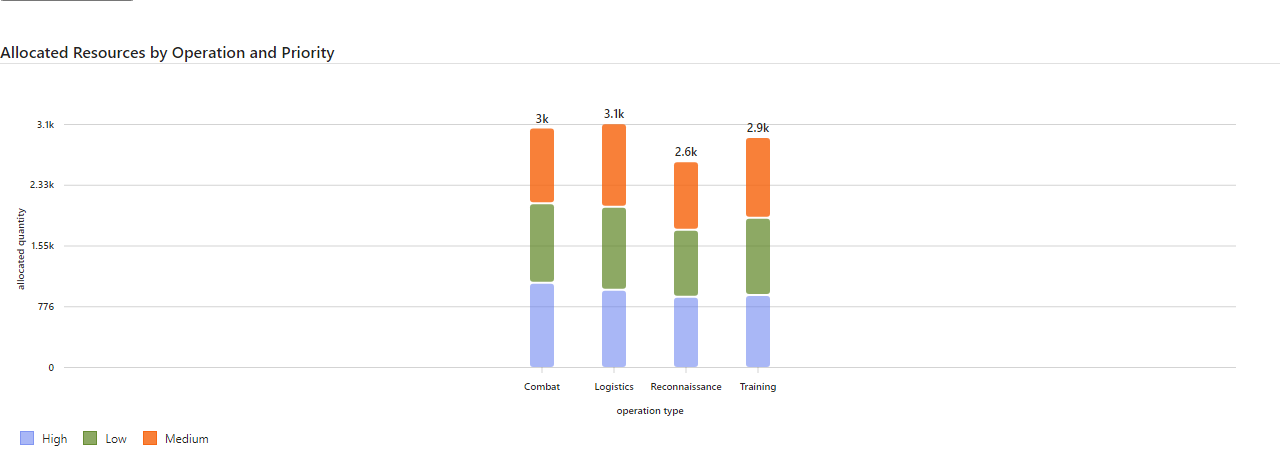 Allocated Resources by Operation and Priority
3k
3.1k
2.6k
2.9k
3.1k
2.33k
1.55k
776
0
allocated quantity
Combat
Logistics
Reconnaissance
Training
operation type
High
Low
Medium